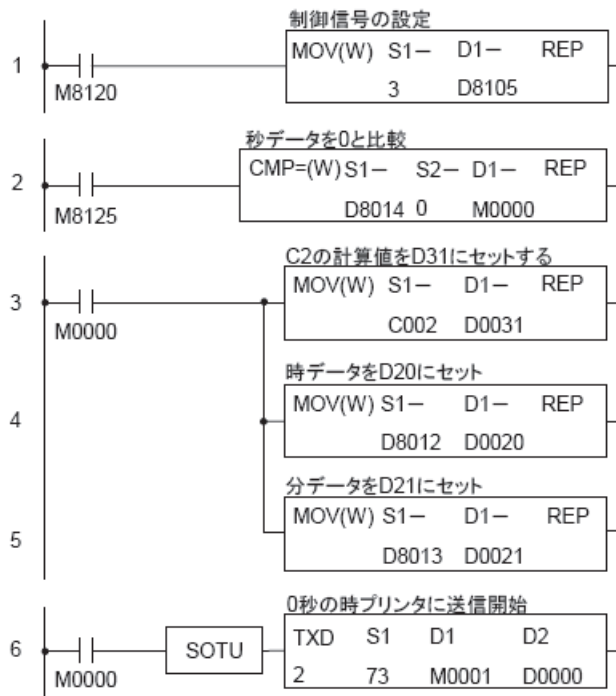 制御信号の設定
MOV(W) S1− D1− REP
1
3 D8105
M8120
秒データを0と比較
CMP=(W) S1− S2− D1− REP
2
D8014 0 M0000
M8125
C2の計算値をD31にセットする
MOV(W) S1− D1− REP
3
C002 D0031
M0000
時データをD20にセット
MOV(W) S1− D1− REP
4
D8012 D0020
分データをD21にセット
MOV(W) S1− D1− REP
5
D8013 D0021
0秒の時プリンタに送信開始
TXD S1 D1 D2
6 SOTU
2 73 M0001 D0000
M0000